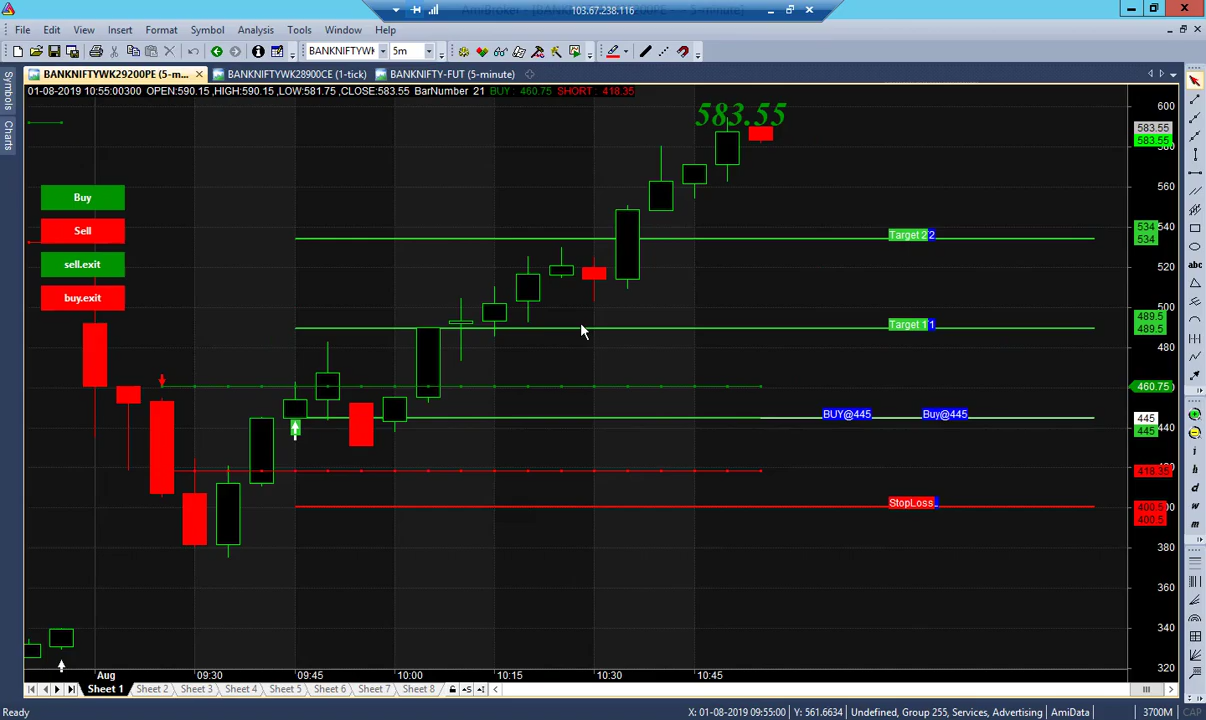 103.67.238.116
File Edit View Insert Format Symbol Analysis Tools Window Help
BANKNIFTYWK 5m
abc
i
h
d
w
m
Symbols
Charts
BANKNIFTYWK29200PE (5-m... BANKNIFTYWK28900CE (1-tick) BANKNIFTY-FUT (5-minute)
01-08-2019 10:55:00300 OPEN:590.15 ,HIGH:590.15 ,LOW:581.75 ,CLOSE:583.55 BarNumber 21 BUY : 460.75 SHORT : 418.35
583.55
Buy
Sell
sell.exit
buy.exit
Target 2
Target 1
BUY@445 Buy@445
StopLoss
600
583.55
583.55
560
534
534
520
500
489.5
489.5
480
460.75
445
445
440
418.35
400.5
400.5
380
360
340
320
Aug 09:30 09:45 10:00 10:15 10:30 10:45
Sheet 1 Sheet 2 Sheet 3 Sheet 4 Sheet 5 Sheet 6 Sheet 7 Sheet 8
Ready X: 01-08-2019 09:55:00 Y: 561.6634 Undefined, Group 255, Services, Advertising AmiData 3700M CAP